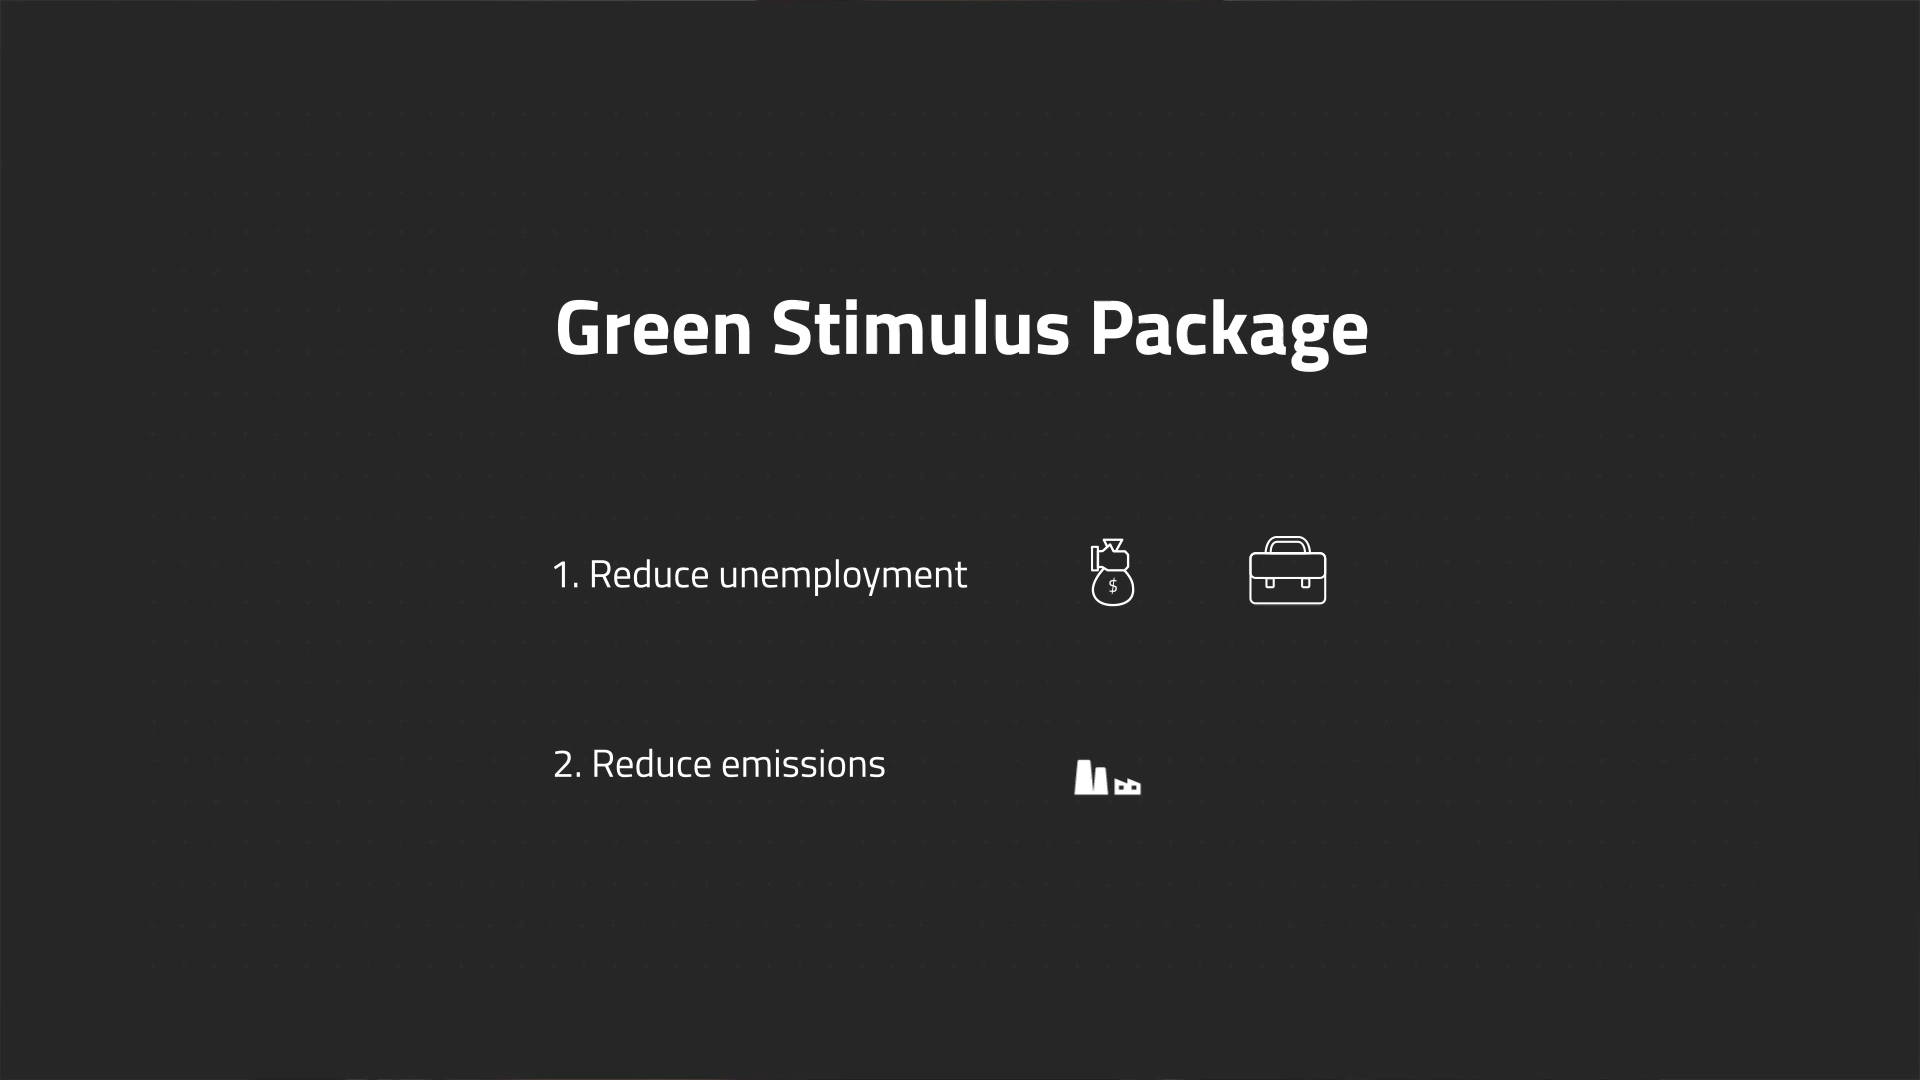 Green Stimulus Package
1. Reduce unemployment
$
2. Reduce emissions